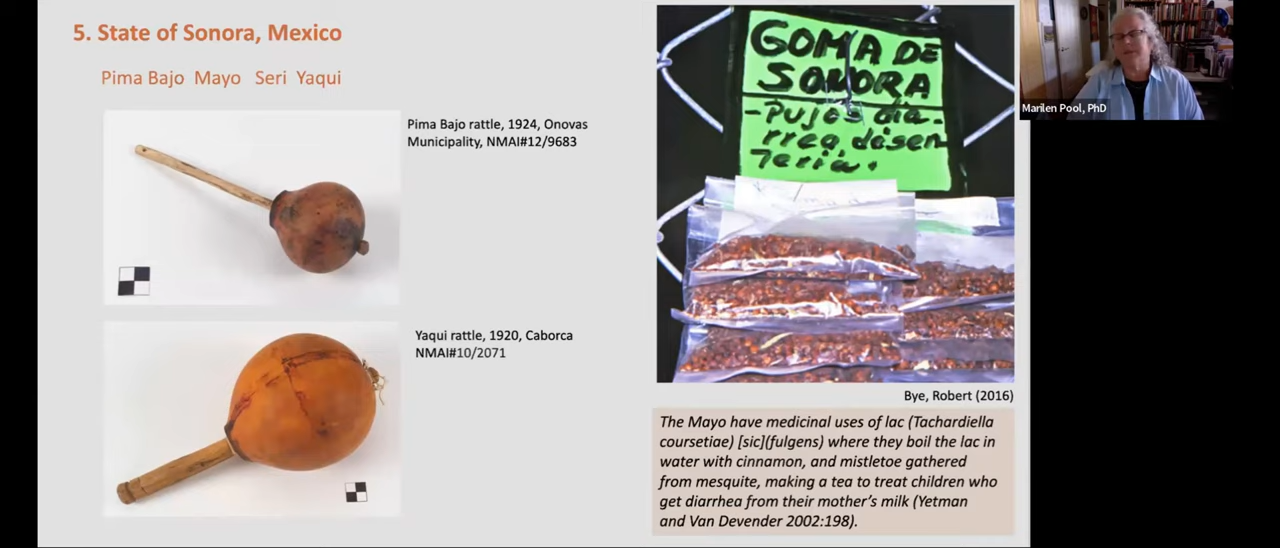 5. State of Sonora, Mexico
Pima Bajo Mayo Seri Yaqui
Pima Bajo rattle, 1924, Onovas
Municipality, NMAI#12/9683
Yaqui rattle, 1920, Caborca
NMAI#10/2071
GOMA DE
SONORA
-Pujos dia-
rrea, desen
teria.
Bye, Robert (2016)
The Mayo have medicinal uses of lac (Tachardiella
coursetiae) [sic](fulgens) where they boil the lac in
water with cinnamon, and mistletoe gathered
from mesquite, making a tea to treat children who
get diarrhea from their mother's milk (Yetman
and Van Devender 2002:198).
Marilen Pool, PhD